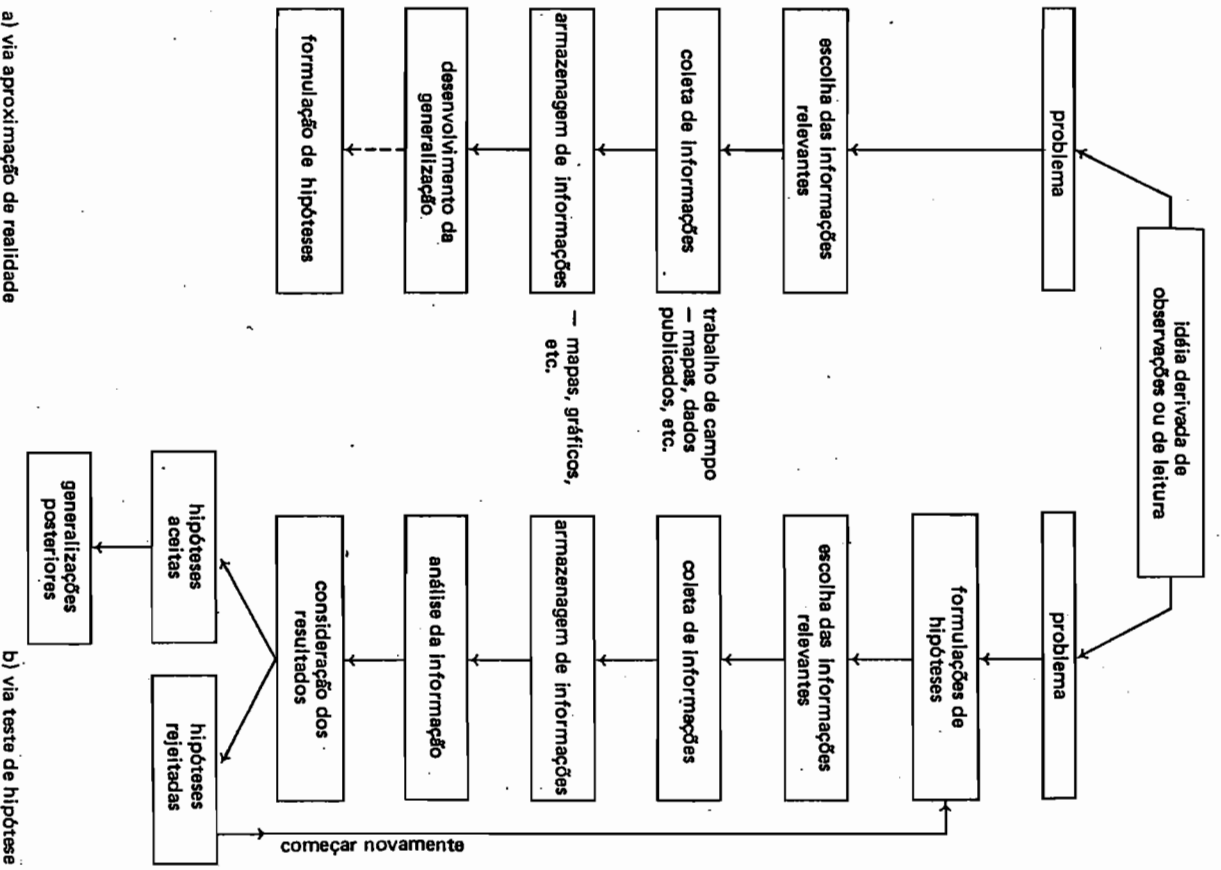 idéia derivada de
observações ou de leitura
problema
escolha das informações
relevantes
coleta de informações
trabalho de campo
— mapas, dados
publicados, etc.
armazenagem de informações
— mapas, gráficos,
etc.
desenvolvimento da
generalização
formulação de hipóteses
a) via aproximação de realidade
problema
formulações de
hipóteses
escolha das informações
relevantes
coleta de informações
armazenagem de informações
análise da informação
consideração dos
resultados
hipóteses
aceitas
generalizações
posteriores
hipóteses
rejeitadas
começar novamente
b) via teste de hipótese